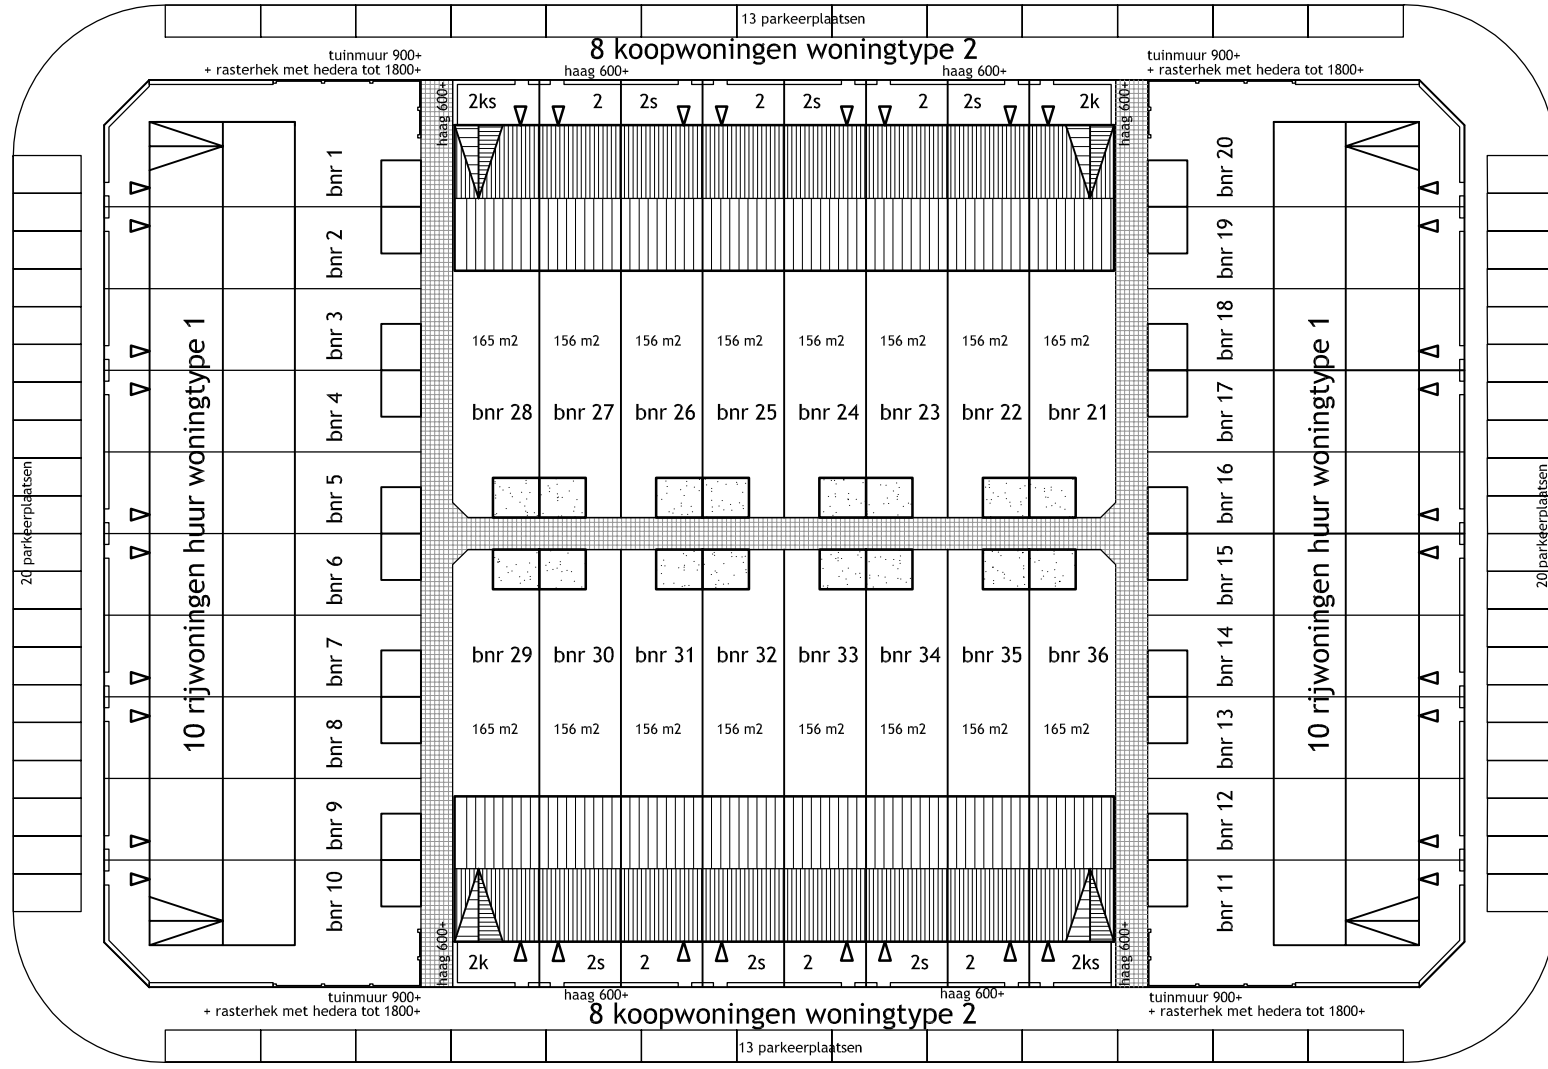 13 parkeerplaatsen
8 koopwoningen woningtype 2
tuinmuur 900+
+ rasterhek met hedera tot 1800+
haag 600+
haag 600+
tuinmuur 900+
+ rasterhek met hedera tot 1800+
haag 600+
2ks
2
2s
2
2s
2
2s
2k
haag 600+
bnr 1
bnr 2
bnr 3
bnr 4
bnr 5
bnr 6
bnr 7
bnr 8
bnr 9
bnr 10
10 rijwoningen huur woningtype 1
20 parkeerplaatsen
165 m2
156 m2
156 m2
156 m2
156 m2
156 m2
156 m2
165 m2
bnr 28
bnr 27
bnr 26
bnr 25
bnr 24
bnr 23
bnr 22
bnr 21
bnr 29
bnr 30
bnr 31
bnr 32
bnr 33
bnr 34
bnr 35
bnr 36
165 m2
156 m2
156 m2
156 m2
156 m2
156 m2
156 m2
165 m2
bnr 20
bnr 19
bnr 18
bnr 17
bnr 16
bnr 15
bnr 14
bnr 13
bnr 12
bnr 11
10 rijwoningen huur woningtype 1
20 parkeerplaatsen
haag 600+
2k
2s
2
2s
2
2s
2
2ks
haag 600+
tuinmuur 900+
+ rasterhek met hedera tot 1800+
haag 600+
haag 600+
tuinmuur 900+
+ rasterhek met hedera tot 1800+
8 koopwoningen woningtype 2
13 parkeerplaatsen